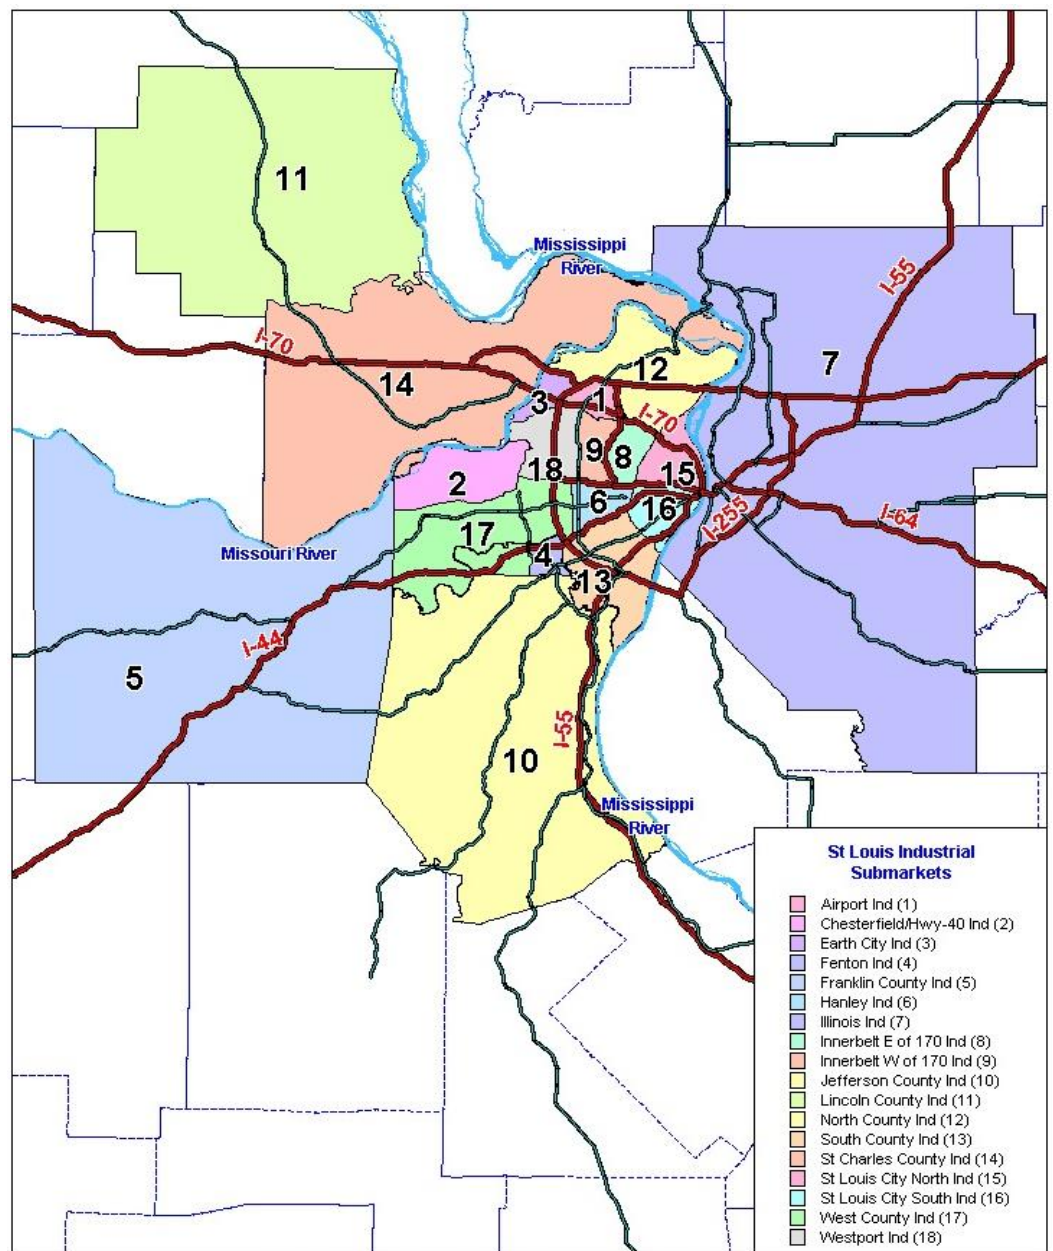 11
Mississippi
River
I-55
I-70
7
12
14
3
1
I-70
9
8
18
2
15
6
16
I-64
I-255
17
Missouri River
4
13
I-44
5
I-55
10
Mississippi
River
St Louis Industrial
Submarkets
Airport Ind (1)
Chesterfield/Hwy-40 Ind (2)
Earth City Ind (3)
Fenton Ind (4)
Franklin County Ind (5)
Hanley Ind (6)
Illinois Ind (7)
Innerbelt E of 170 Ind (8)
Innerbelt W of 170 Ind (9)
Jefferson County Ind (10)
Lincoln County Ind (11)
North County Ind (12)
South County Ind (13)
St Charles County Ind (14)
St Louis City North Ind (15)
St Louis City South Ind (16)
West County Ind (17)
Westport Ind (18)